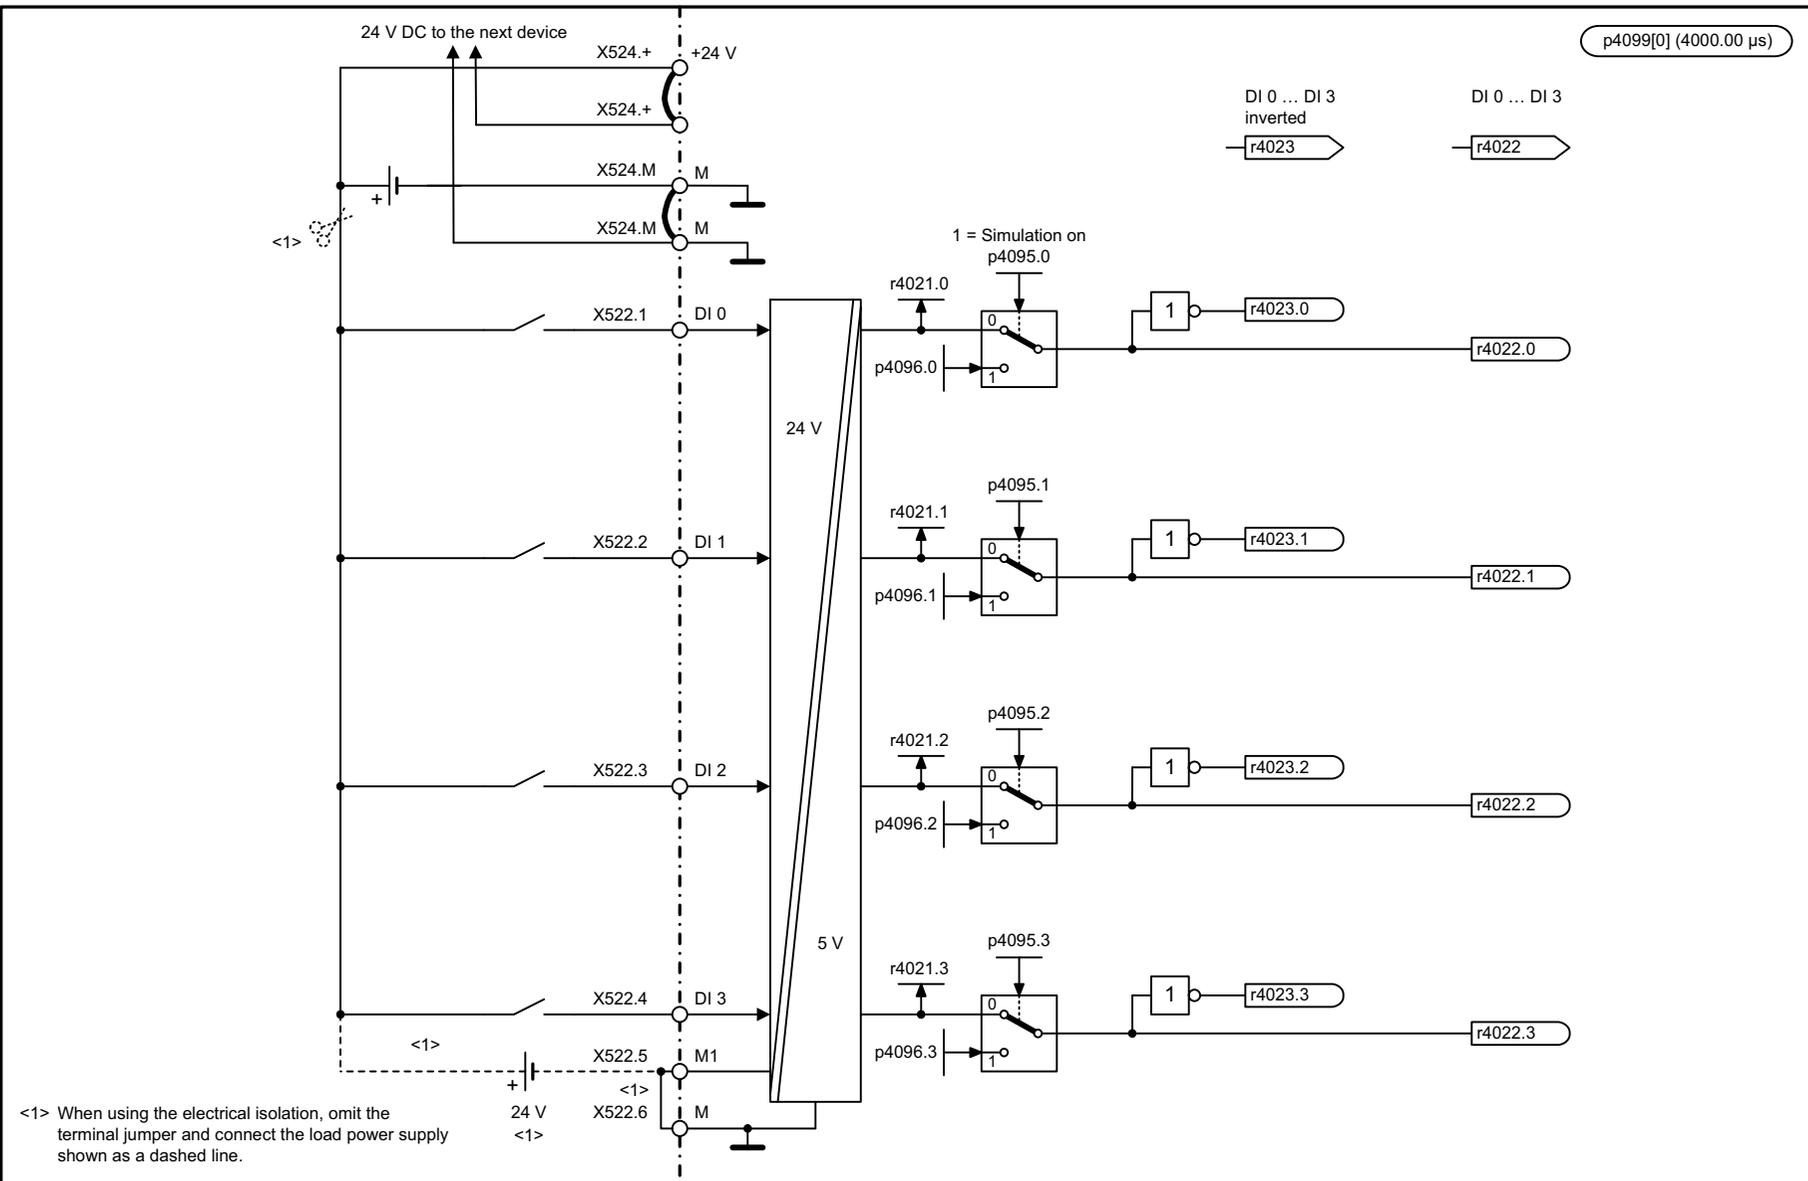 24 V DC to the next device
X524.+
+24 V
p4099[0] (4000.00 µs)
X524.+
DI 0 … DI 3
inverted
DI 0 … DI 3
r4023
r4022
X524.M
M
+
X524.M
M
<1>
1 = Simulation on
p4095.0
r4021.0
X522.1
DI 0
0
1
r4023.0
r4022.0
p4096.0
1
24 V
p4095.1
r4021.1
X522.2
DI 1
0
1
r4023.1
r4022.1
p4096.1
1
p4095.2
r4021.2
X522.3
DI 2
0
1
r4023.2
r4022.2
p4096.2
1
5 V
p4095.3
r4021.3
X522.4
DI 3
0
1
r4023.3
r4022.3
p4096.3
1
<1>
X522.5
M1
+
<1>
24 V
<1>
X522.6
M
<1> When using the electrical isolation, omit the
terminal jumper and connect the load power supply
shown as a dashed line.